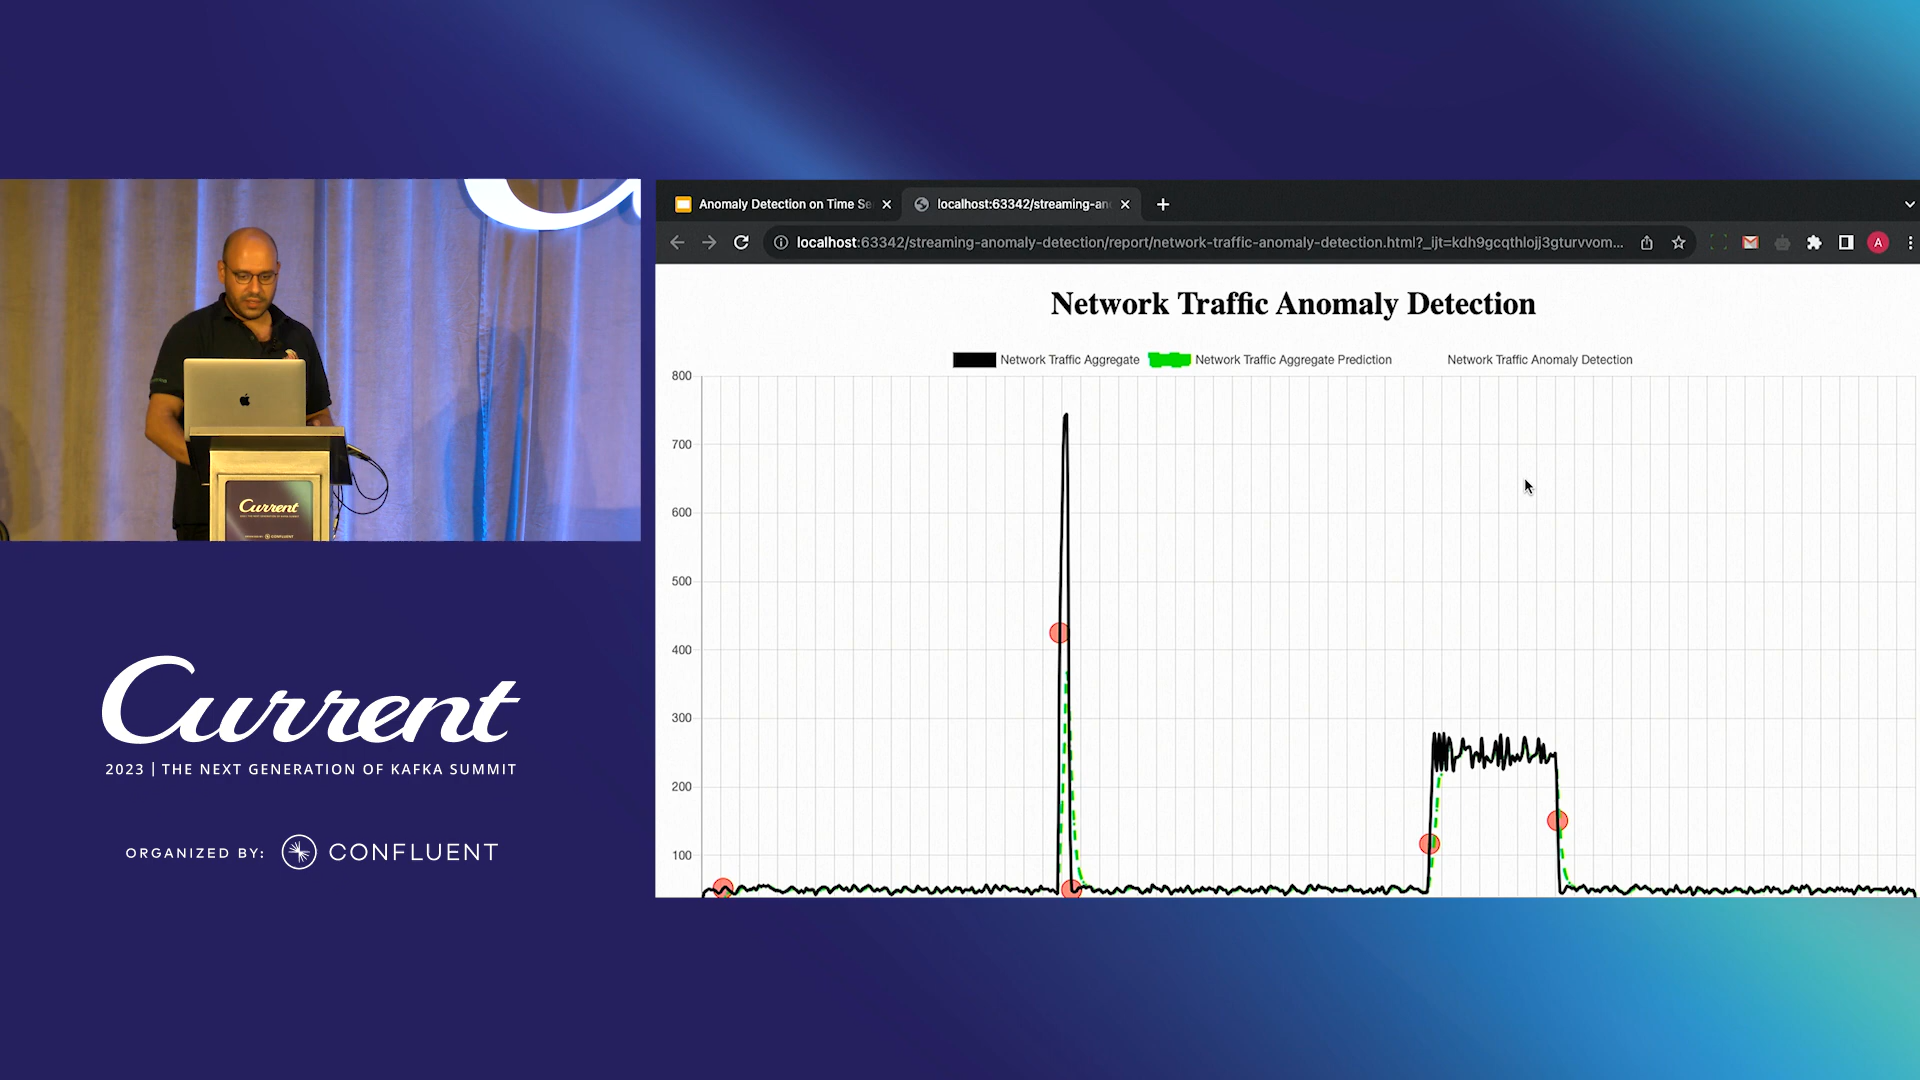 Anomaly Detection on Time Se
localhost:63342/streaming-an
localhost:63342/streaming-anomaly-detection/report/network-traffic-anomaly-detection.html?_ijt=kdh9gcqthlojj3gturvvom...
A
Network Traffic Anomaly Detection
Network Traffic Aggregate
Network Traffic Aggregate Prediction
Network Traffic Anomaly Detection
800
700
600
500
400
300
200
100
Current
CONFLUENT
Current
2023 | THE NEXT GENERATION OF KAFKA SUMMIT
ORGANIZED BY: CONFLUENT